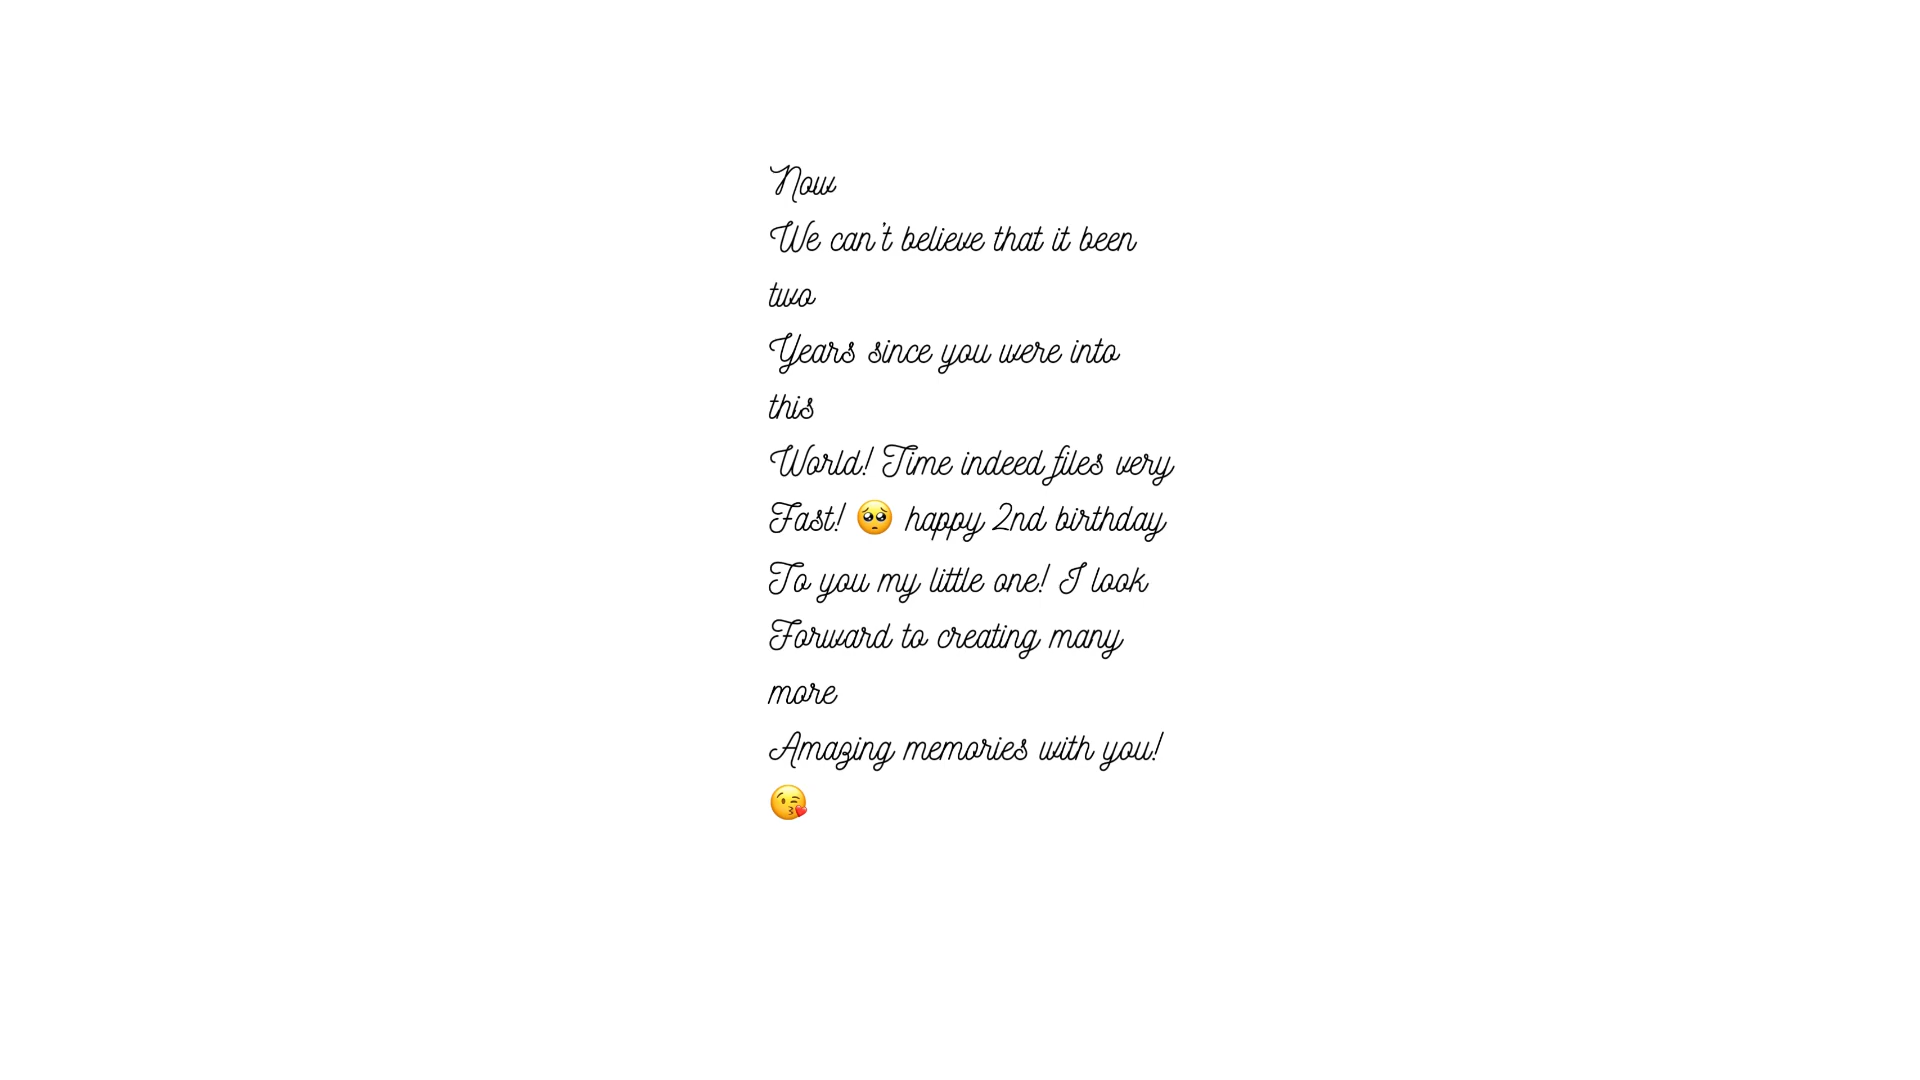 Now
We can't believe that it been
two
Years since you were into
this
World! Time indeed files very
Fast! 🥺 happy 2nd birthday
To you my little one! I look
Forward to creating many
more
Amazing memories with you!
😘